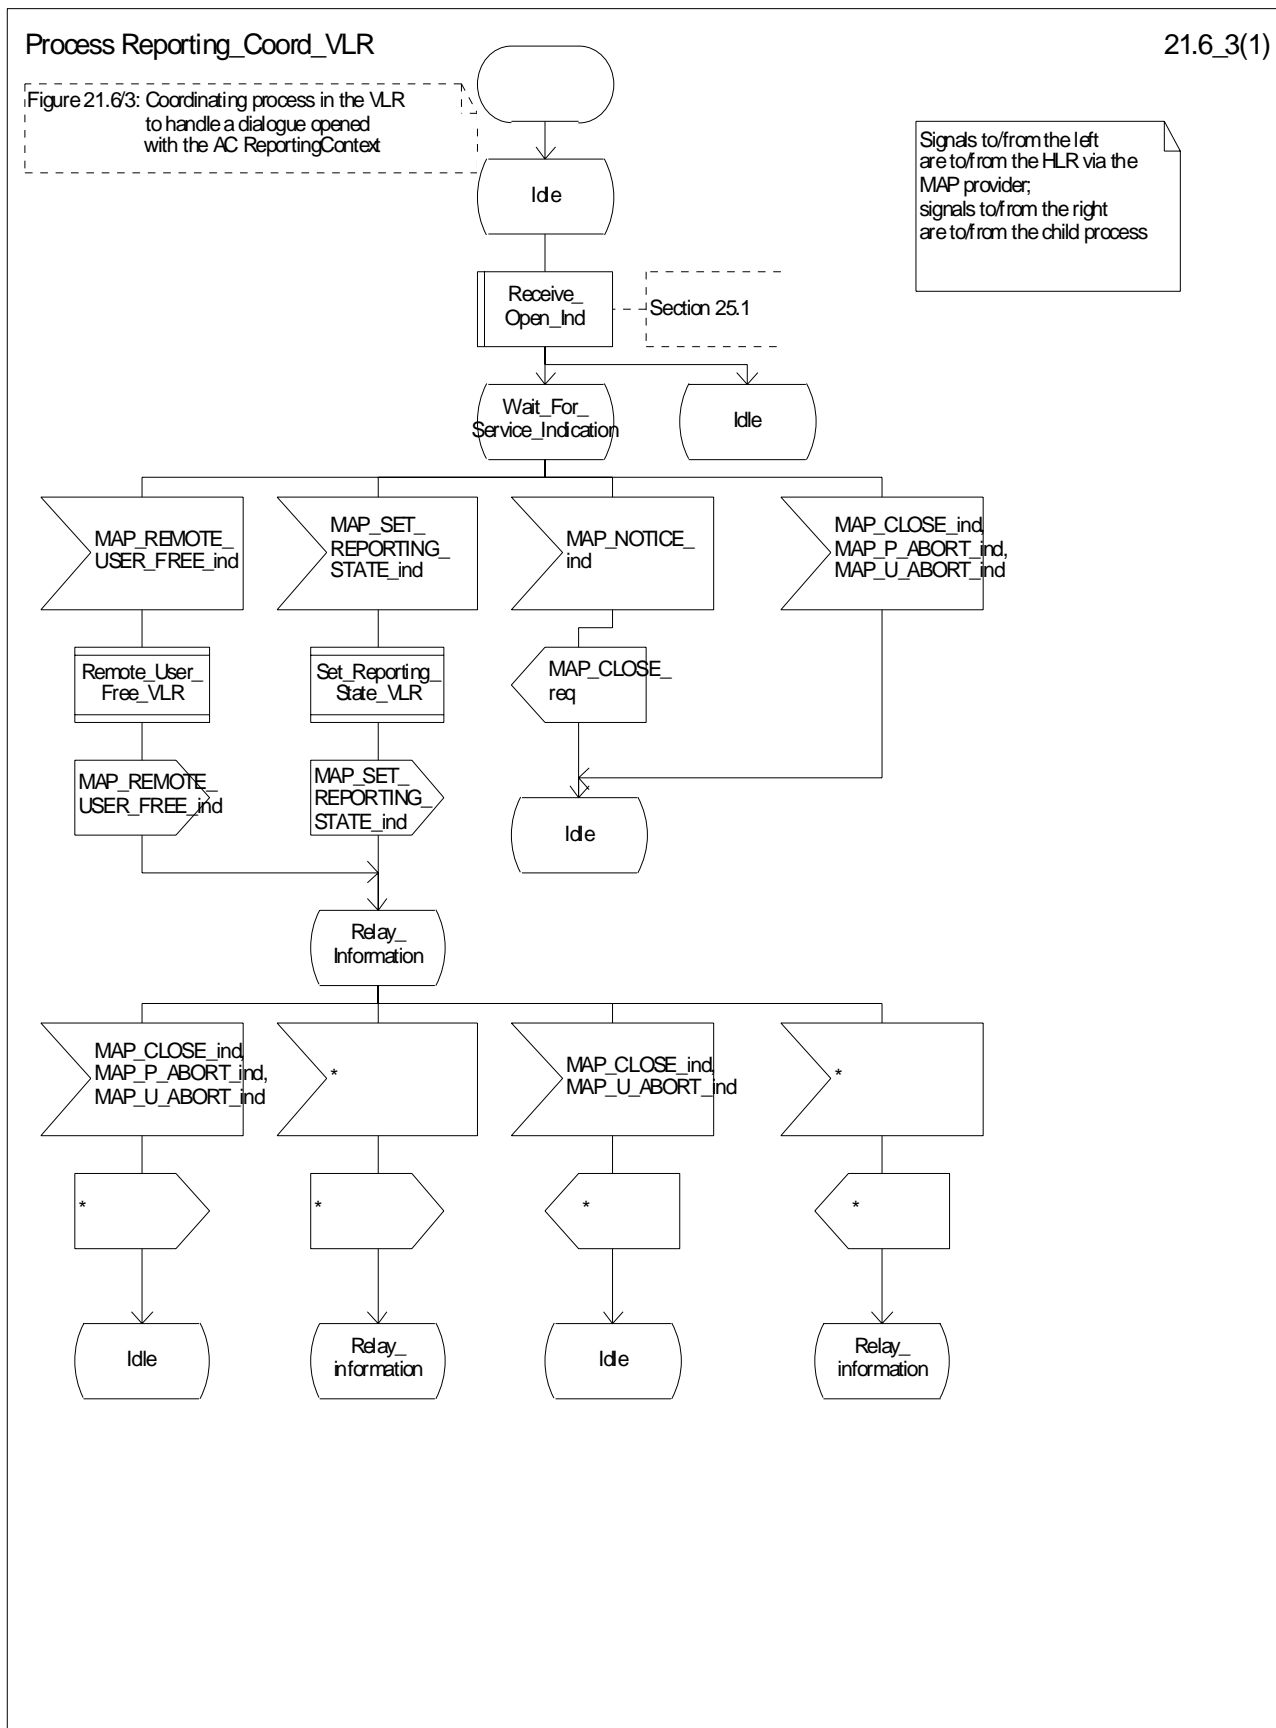 Process Reporting_Coord_VLR
21.6_3(1)
Figure 21.6/3: Coordinating process in the VLR
to handle a dialogue opened
with the AC ReportingContext
Signals to/from the left
are to/from the HLR via the
MAP provider;
signals to/from the right
are to/from the child process
Idle
Receive_
Open_Ind
Section 25.1
Wait_For_
Service_Indication
Idle
MAP_REMOTE_
USER_FREE_ind
MAP_SET_
REPORTING_
STATE_ind
MAP_NOTICE_
ind
MAP_CLOSE_ind,
MAP_P_ABORT_ind,
MAP_U_ABORT_ind
Remote_User_
Free_VLR
Set_Reporting_
State_VLR
MAP_CLOSE_
req
MAP_REMOTE_
USER_FREE_ind
MAP_SET_
REPORTING_
STATE_ind
Idle
Relay_
Information
MAP_CLOSE_ind,
MAP_P_ABORT_ind,
MAP_U_ABORT_ind
*
MAP_CLOSE_ind,
MAP_U_ABORT_ind
*
*
*
*
*
Idle
Relay_
information
Idle
Relay_
information